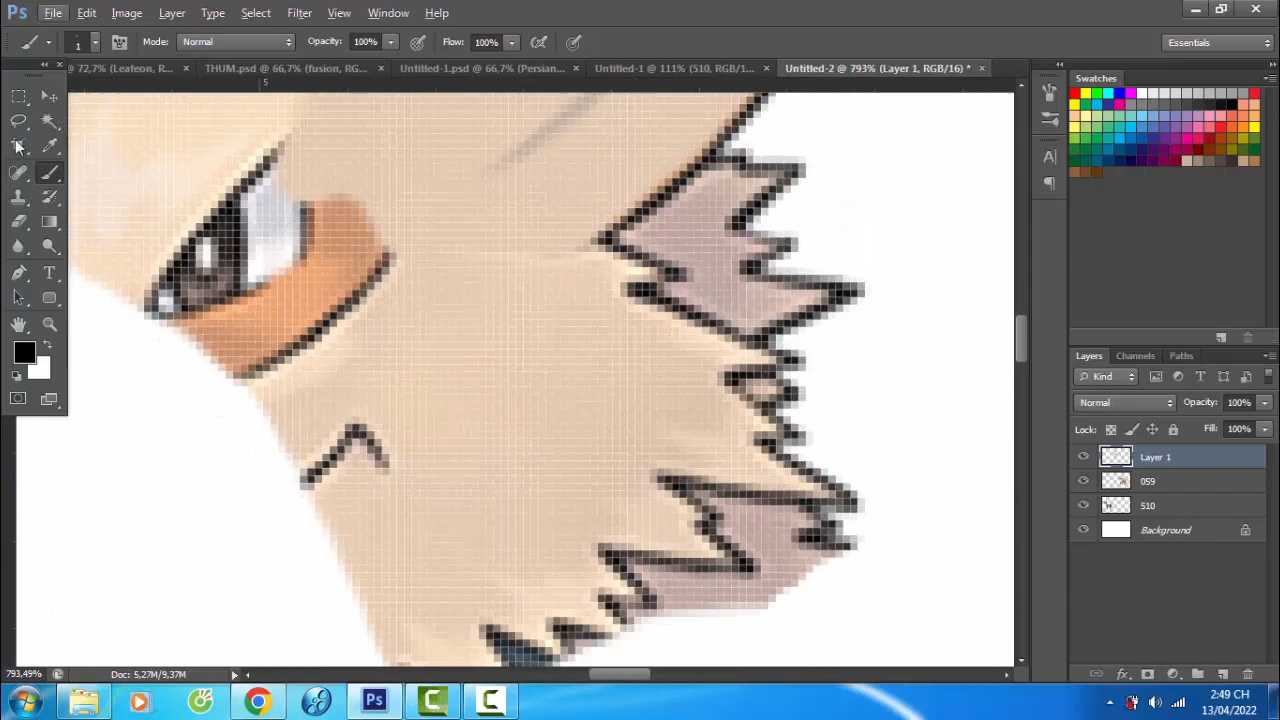 Ps File Edit Image Layer Type Select Filter View Window Help
1 Mode: Normal Opacity: 100% Flow: 100% Essentials
72,7% (Leafeon, R... × THUM.psd @ 66,7% (fusion, RG... × Untitled-1.psd @ 66,7% (Persian... × Untitled-1 @ 111% (510, RGB/1... × Untitled-2 @ 793% (Layer 1, RGB/16) * ×
Swatches
5
Layers Channels Paths
Kind
Normal Opacity: 100%
Lock: Fill: 100%
Layer 1
059
510
Background
793,49% Doc: 5,27M/9,37M
2:49 CH
13/04/2022